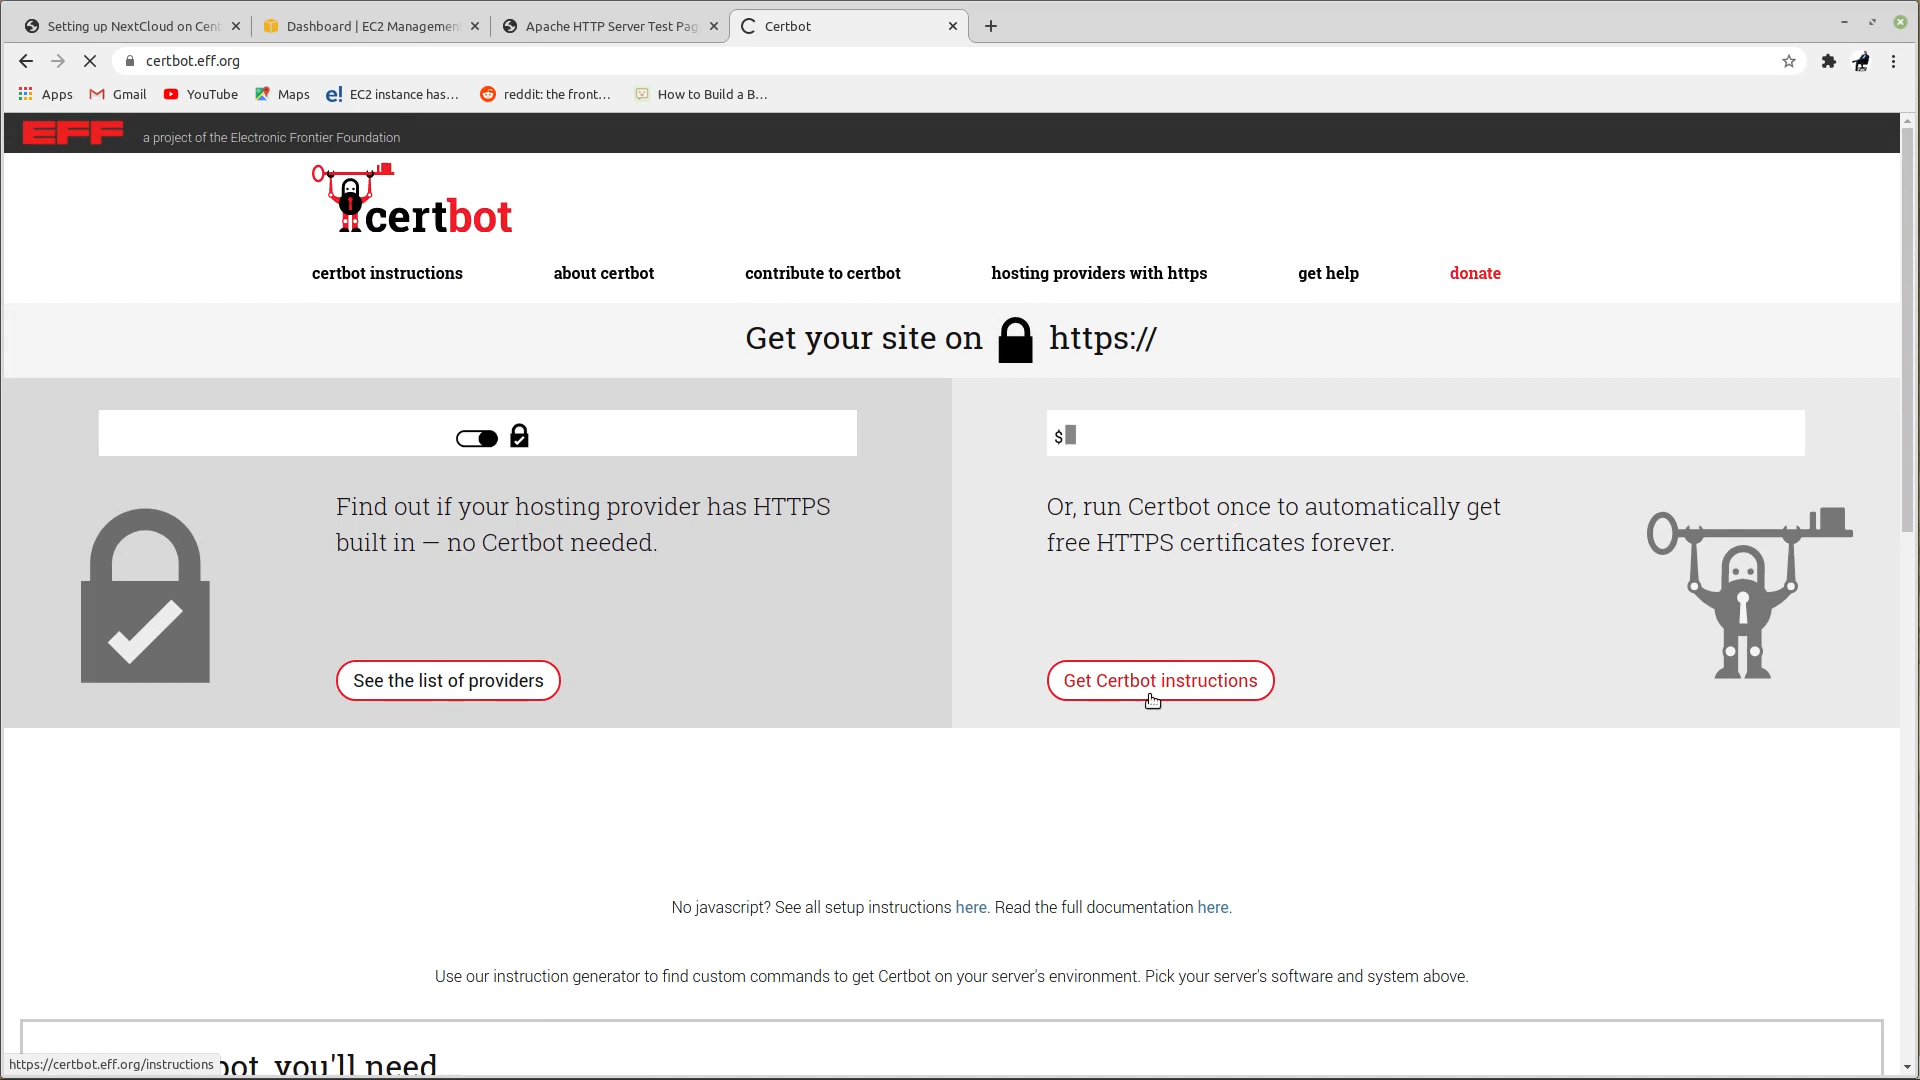 Setting up NextCloud on Cent
Dashboard | EC2 Management
Apache HTTP Server Test Pag
Certbot
certbot.eff.org
Apps
Gmail
YouTube
Maps
e!
EC2 instance has...
reddit: the front...
How to Build a B...
EFF
a project of the Electronic Frontier Foundation
certbot
certbot instructions
about certbot
contribute to certbot
hosting providers with https
get help
donate
Get your site on https://
$
Find out if your hosting provider has HTTPS
built in — no Certbot needed.
Or, run Certbot once to automatically get
free HTTPS certificates forever.
See the list of providers
Get Certbot instructions
No javascript? See all setup instructions here. Read the full documentation here.
Use our instruction generator to find custom commands to get Certbot on your server's environment. Pick your server's software and system above.
bot, you'll need...
https://certbot.eff.org/instructions